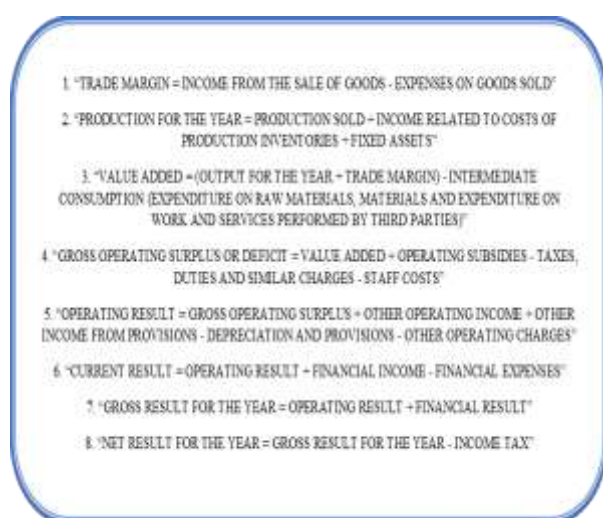 1. “TRADE MARGIN = INCOME FROM THE SALE OF GOODS - EXPENSES ON GOODS SOLD”
2. “PRODUCTION FOR THE YEAR = PRODUCTION SOLD + INCOME RELATED TO COSTS OF
PRODUCTION INVENTORIES + FIXED ASSETS”
3. “VALUE ADDED = (OUTPUT FOR THE YEAR + TRADE MARGIN) - INTERMEDIATE
CONSUMPTION (EXPENDITURE ON RAW MATERIALS, MATERIALS AND EXPENDITURE ON
WORK AND SERVICES PERFORMED BY THIRD PARTIES)”
4. “GROSS OPERATING SURPLUS OR DEFICIT = VALUE ADDED + OPERATING SUBSIDIES - TAXES,
DUTIES AND SIMILAR CHARGES - STAFF COSTS”
5. “OPERATING RESULT = GROSS OPERATING SURPLUS + OTHER OPERATING INCOME + OTHER
INCOME FROM PROVISIONS - DEPRECIATION AND PROVISIONS - OTHER OPERATING CHARGES”
6. “CURRENT RESULT = OPERATING RESULT + FINANCIAL INCOME - FINANCIAL EXPENSES”
7. “GROSS RESULT FOR THE YEAR = OPERATING RESULT + FINANCIAL RESULT”
8. “NET RESULT FOR THE YEAR = GROSS RESULT FOR THE YEAR - INCOME TAX”